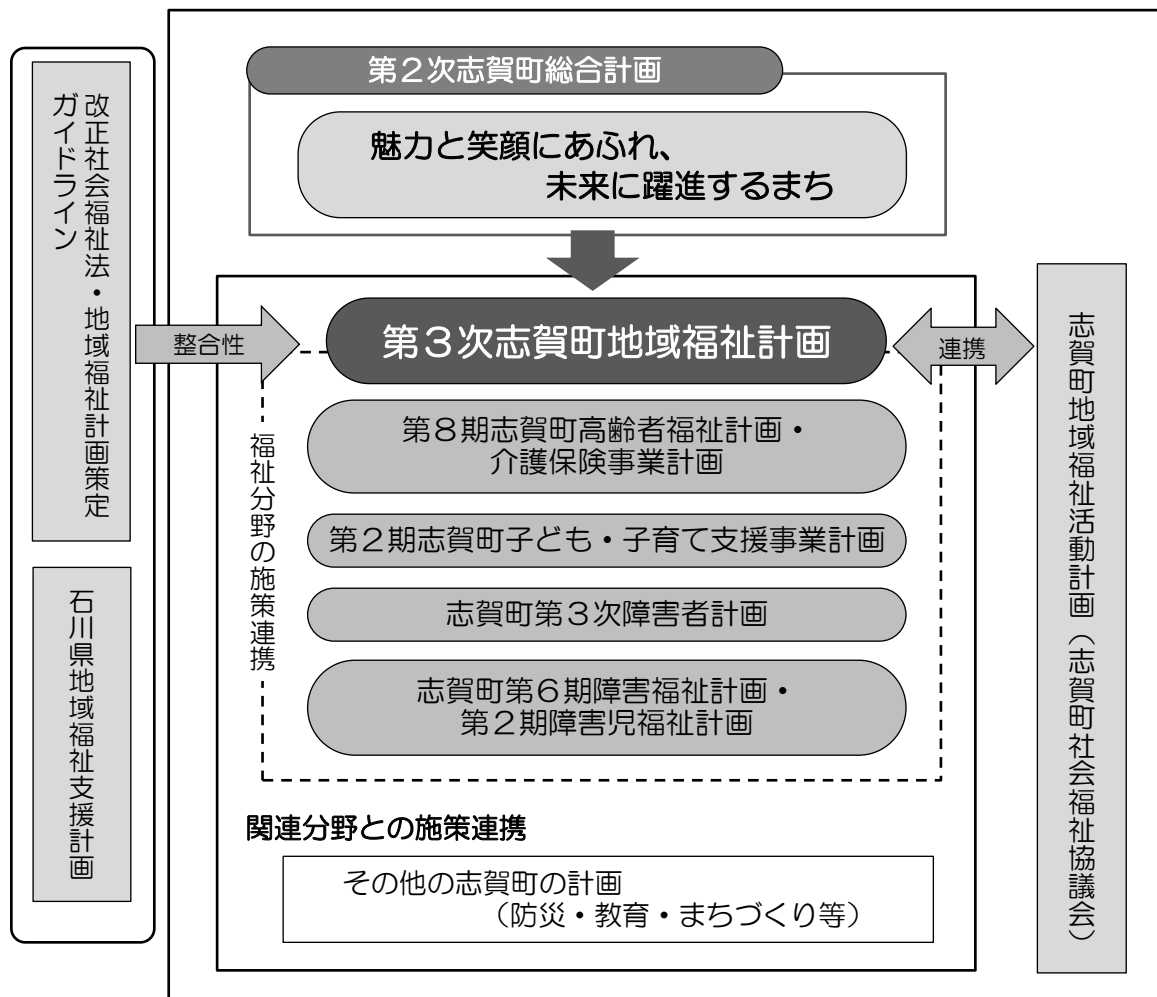 第２次志賀町総合計画
魅力と笑顔にあふれ、
未来に躍進するまち
改正社会福祉法・地域福祉計画策定
ガイドライン
石川県地域福祉支援計画
整合性
第３次志賀町地域福祉計画
連携
福祉分野の施策連携
第８期志賀町高齢者福祉計画・
介護保険事業計画
第２期志賀町子ども・子育て支援事業計画
志賀町第３次障害者計画
志賀町第６期障害福祉計画・
第２期障害児福祉計画
関連分野との施策連携
その他の志賀町の計画
（防災・教育・まちづくり等）
志賀町地域福祉活動計画（志賀町社会福祉協議会）